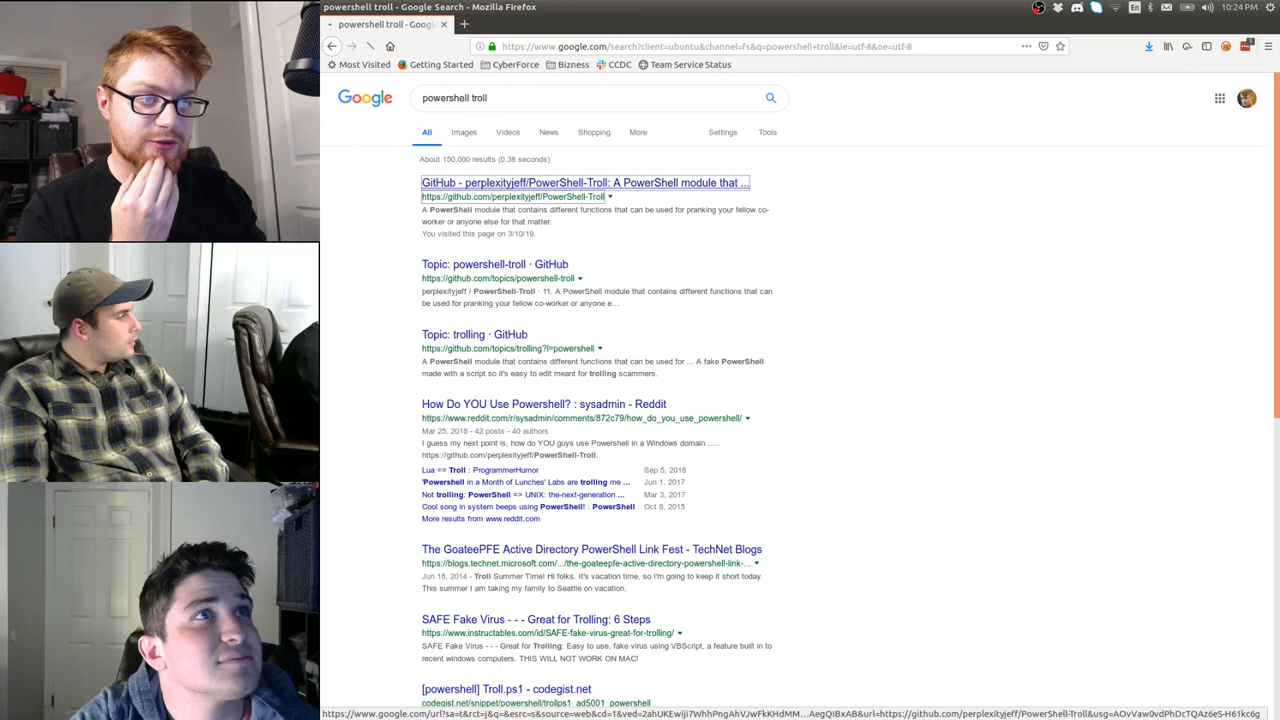 powershell troll - Google Search - Mozilla Firefox
10:24 PM
powershell troll - Goog
https://www.google.com/search?client=ubuntu&channel=fs&q=powershell+troll&ie=utf-8&oe=utf-8
Most Visited Getting Started CyberForce Bizness CCDC Team Service Status
Google
powershell troll
All Images Videos News Shopping More Settings Tools
About 150,000 results (0.38 seconds)
GitHub - perplexityjeff/PowerShell-Troll: A PowerShell module that ...
https://github.com/perplexityjeff/PowerShell-Troll
A PowerShell module that contains different functions that can be used for pranking your fellow co-
worker or anyone else for that matter.
You visited this page on 3/10/19.
Topic: powershell-troll · GitHub
https://github.com/topics/powershell-troll
perplexityjeff / PowerShell-Troll · 11. A PowerShell module that contains different functions that can
be used for pranking your fellow co-worker or anyone e...
Topic: trolling · GitHub
https://github.com/topics/trolling?l=powershell
A PowerShell module that contains different functions that can be used for ... A fake PowerShell
made with a script so it's easy to edit meant for trolling scammers.
How Do YOU Use Powershell? : sysadmin - Reddit
https://www.reddit.com/r/sysadmin/comments/872c79/how_do_you_use_powershell/
Mar 25, 2018 - 42 posts - 40 authors
I guess my next point is, how do YOU guys use Powershell in a Windows domain .....
https://github.com/perplexityjeff/PowerShell-Troll.
Lua == Troll : ProgrammerHumor Sep 5, 2018
'Powershell in a Month of Lunches' Labs are trolling me ... Jun 1, 2017
Not trolling: PowerShell => UNIX: the-next-generation ... Mar 3, 2017
Cool song in system beeps using PowerShell! : PowerShell Oct 8, 2015
More results from www.reddit.com
The GoateePFE Active Directory PowerShell Link Fest - TechNet Blogs
https://blogs.technet.microsoft.com/.../the-goateepfe-active-directory-powershell-link-...
Jun 18, 2014 - Troll Summer Time! Hi folks. It's vacation time, so I'm going to keep it short today.
This summer I am taking my family to Seattle on vacation.
SAFE Fake Virus - - - Great for Trolling: 6 Steps
https://www.instructables.com/id/SAFE-fake-virus-great-for-trolling/
SAFE Fake Virus - - - Great for Trolling: Easy to use, fake virus using VBScript, a feature built in to
recent windows computers. THIS WILL NOT WORK ON MAC!
[powershell] Troll.ps1 - codegist.net
codegist.net/snippet/powershell/trollps1_ad5001_powershell